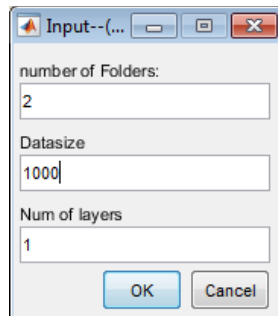 Input--(...
number of Folders:
2
Datasize
1000
Num of layers
1
OK
Cancel